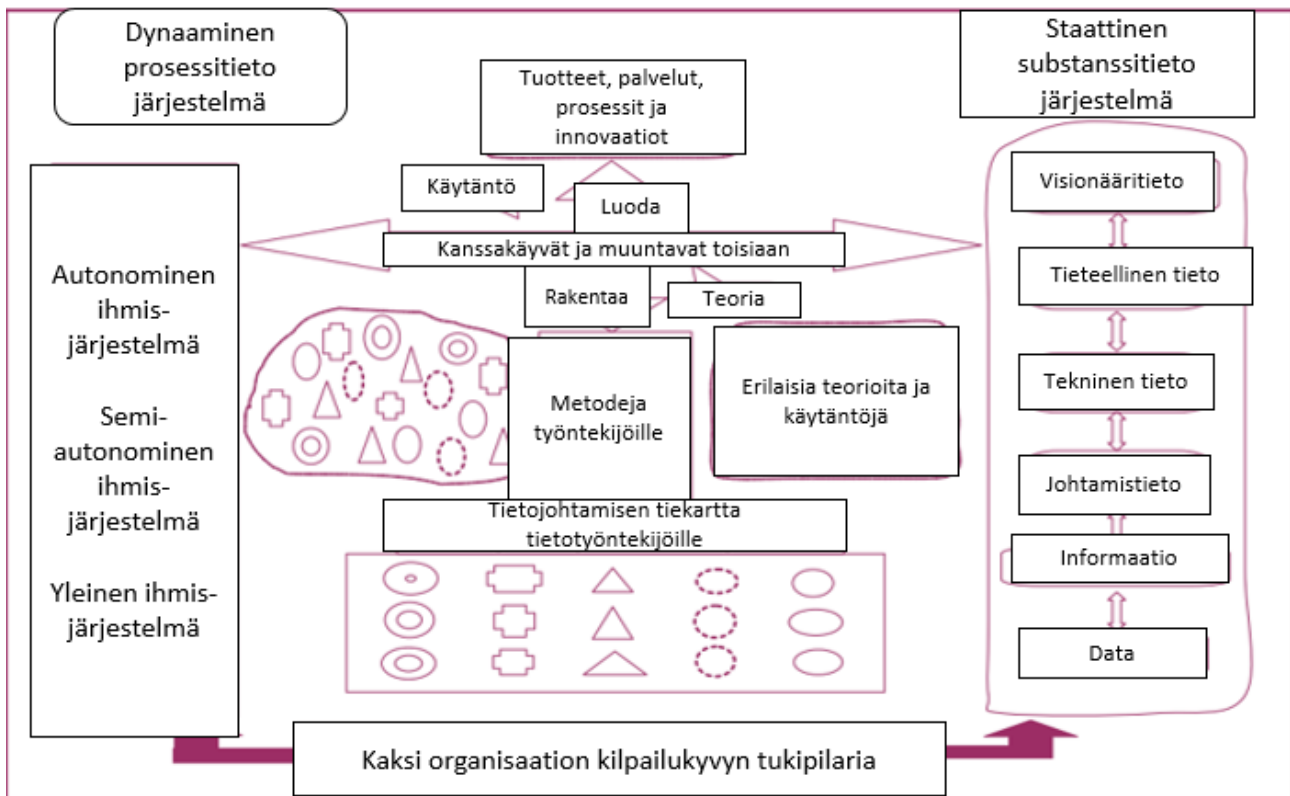 Dynaaminen
prosessitieto
järjestelmä
Staattinen
substanssitieto
järjestelmä
Tuotteet, palvelut,
prosessit ja
innovaatiot
Käytäntö
Luoda
Kanssakäyvät ja muuntavat toisiaan
Rakentaa
Teoria
Autonominen
ihmis-
järjestelmä
Semi-
autonominen
ihmis-
järjestelmä
Yleinen ihmis-
järjestelmä
Metodeja
työntekijöille
Erilaisia teorioita ja
käytäntöjä
Tietojohtamisen tiekartta
tietotyöntekijöille
Visionääritieto
Tieteellinen tieto
Tekninen tieto
Johtamistieto
Informaatio
Data
Kaksi organisaation kilpailukyvyn tukipilaria